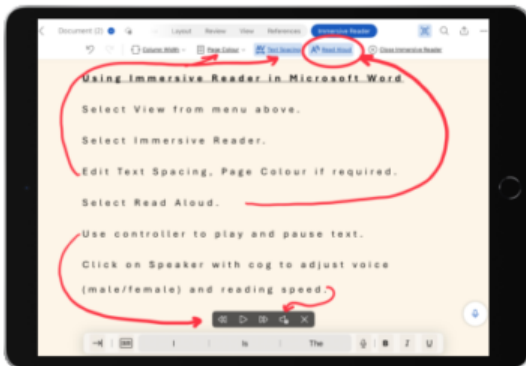 Document (2)
Layout Review View References Immersive Reader
Column Width Page Colour Text Spacing Read Aloud Close Immersive Reader
Using Immersive Reader in Microsoft Word
Select View from menu above.
Select Immersive Reader.
Edit Text Spacing, Page Colour if required.
Select Read Aloud.
Use controller to play and pause text.
Click on Speaker with cog to adjust voice
(male/female) and reading speed.
I Is The B I U